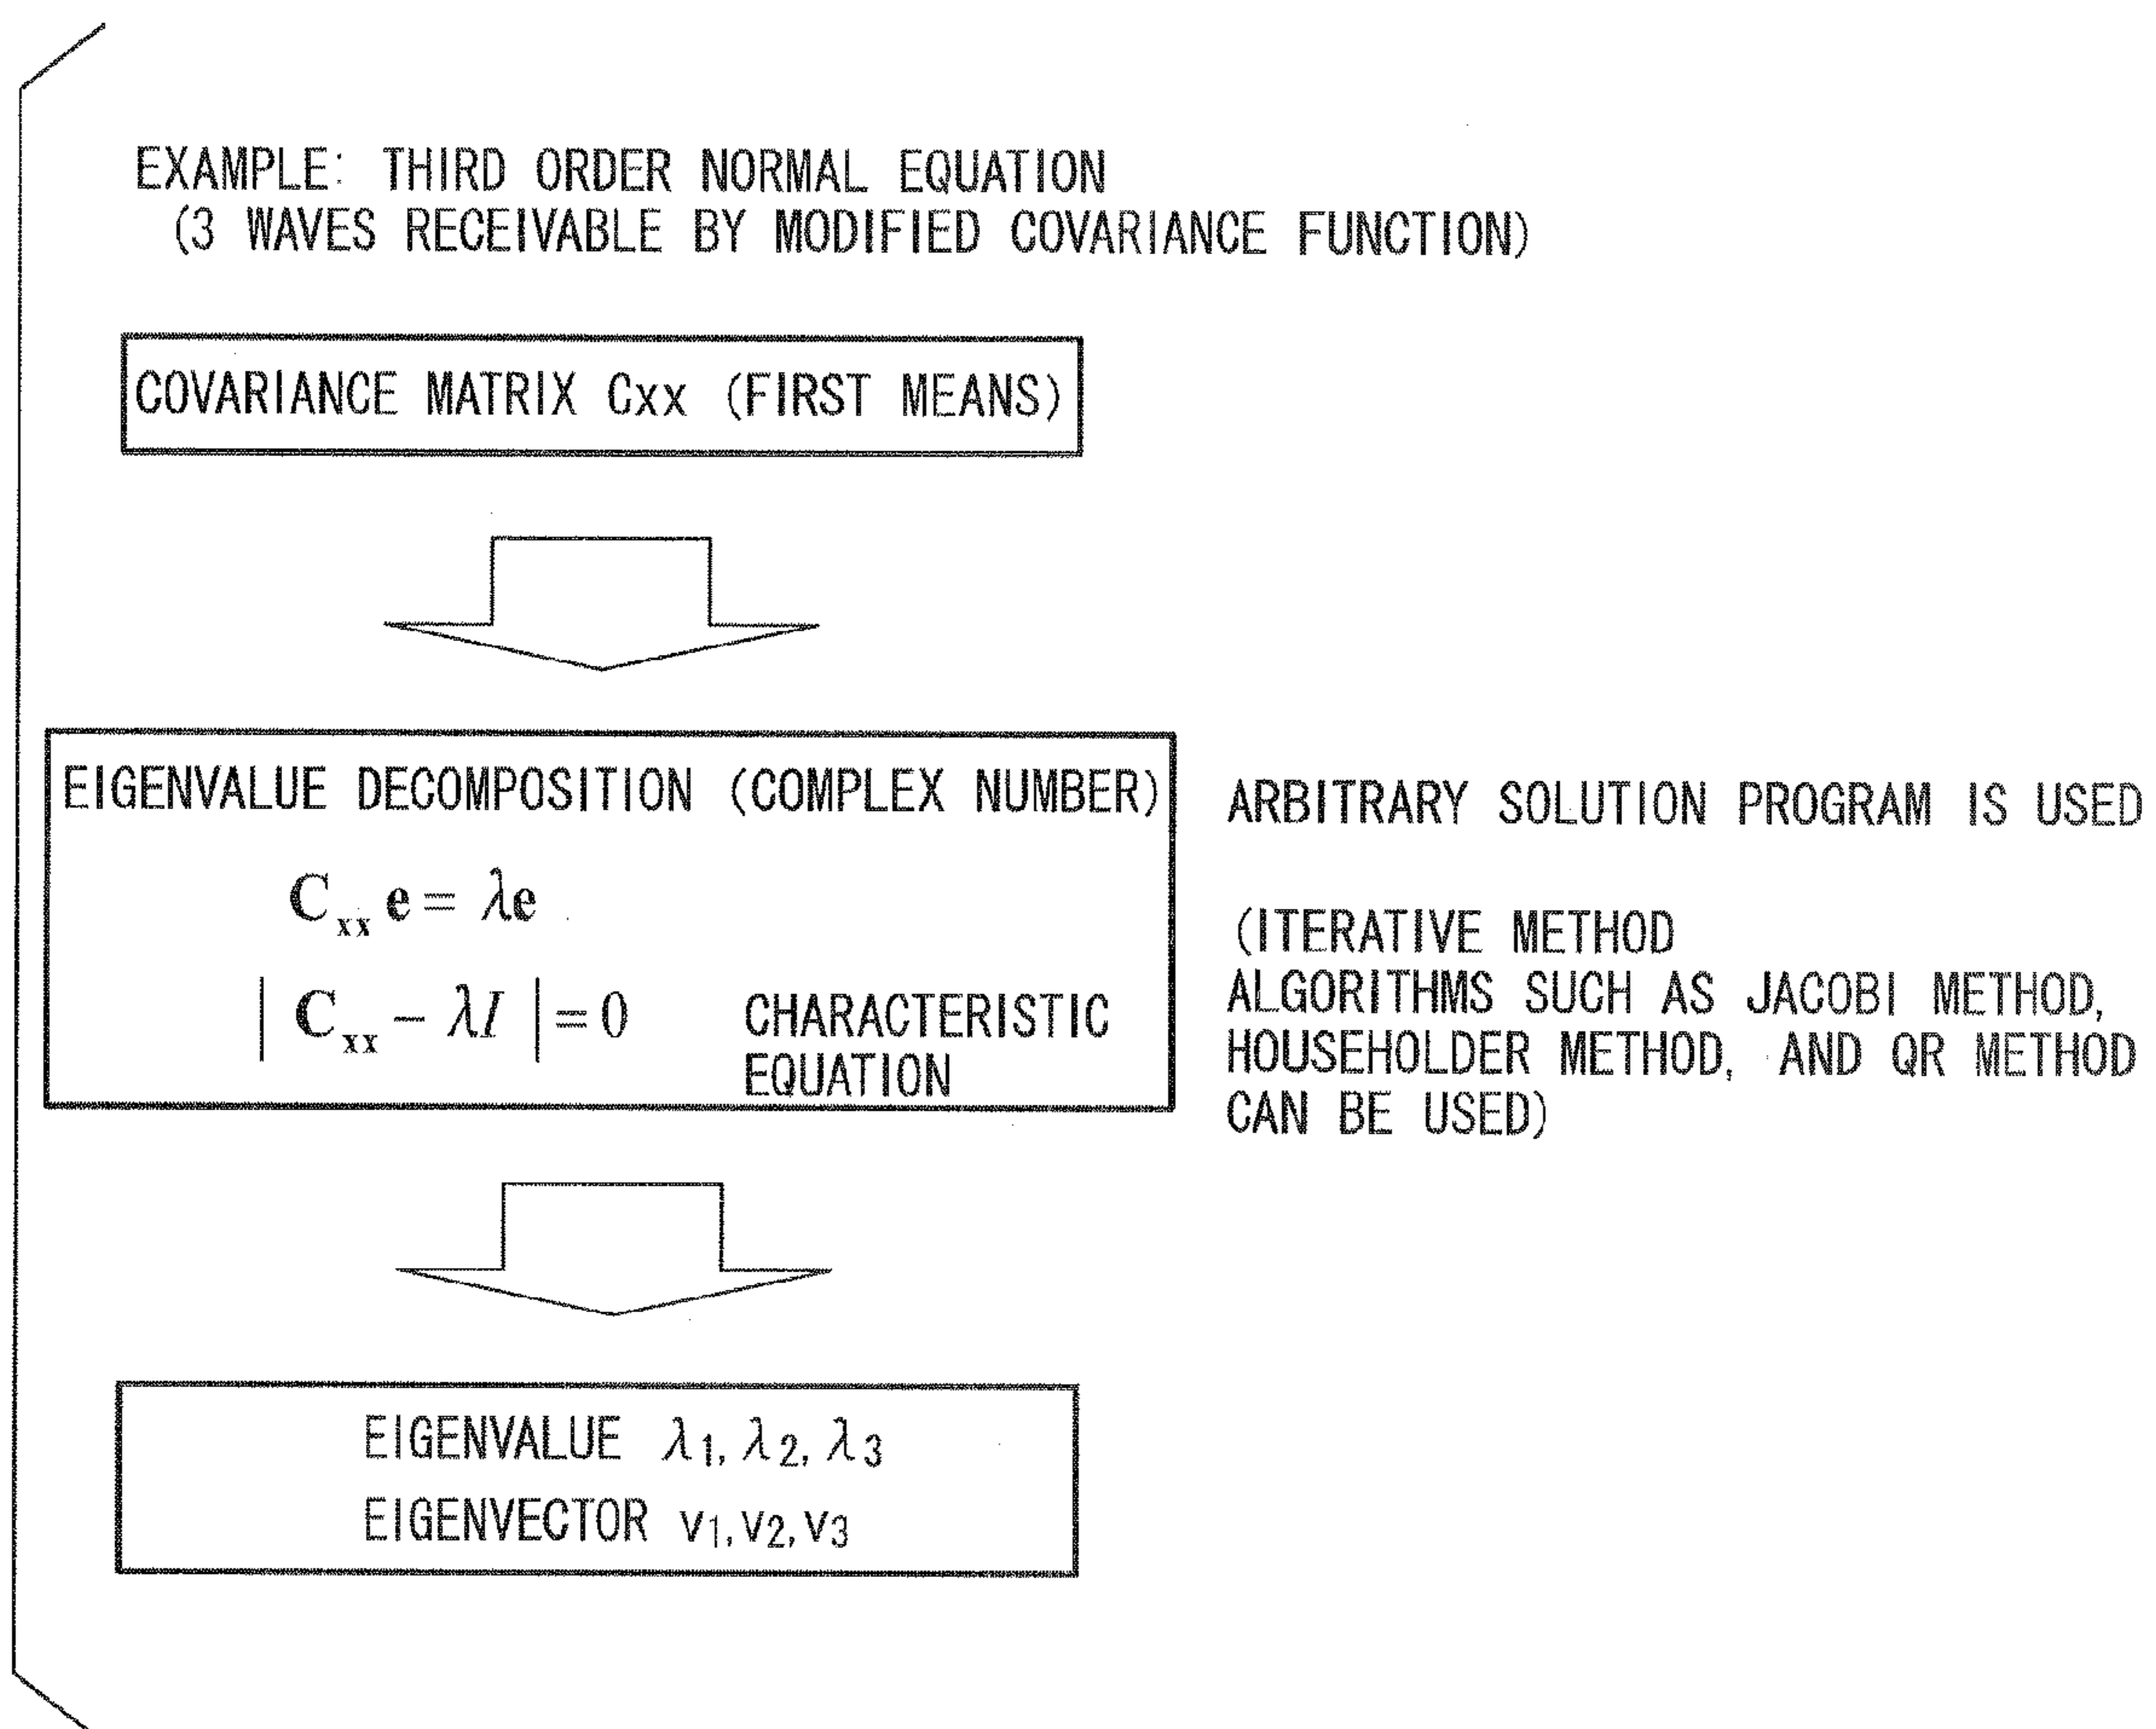 EXAMPLE: THIRD ORDER NORMAL EQUATION
(3 WAVES RECEIVABLE BY MODIFIED COVARIANCE FUNCTION)
COVARIANCE MATRIX Cxx (FIRST MEANS)
EIGENVALUE DECOMPOSITION (COMPLEX NUMBER)
C_xx e = λe
| C_xx − λI | = 0 CHARACTERISTIC
EQUATION
ARBITRARY SOLUTION PROGRAM IS USED
(ITERATIVE METHOD
ALGORITHMS SUCH AS JACOBI METHOD,
HOUSEHOLDER METHOD, AND QR METHOD
CAN BE USED)
EIGENVALUE λ1, λ2, λ3
EIGENVECTOR v1, v2, v3